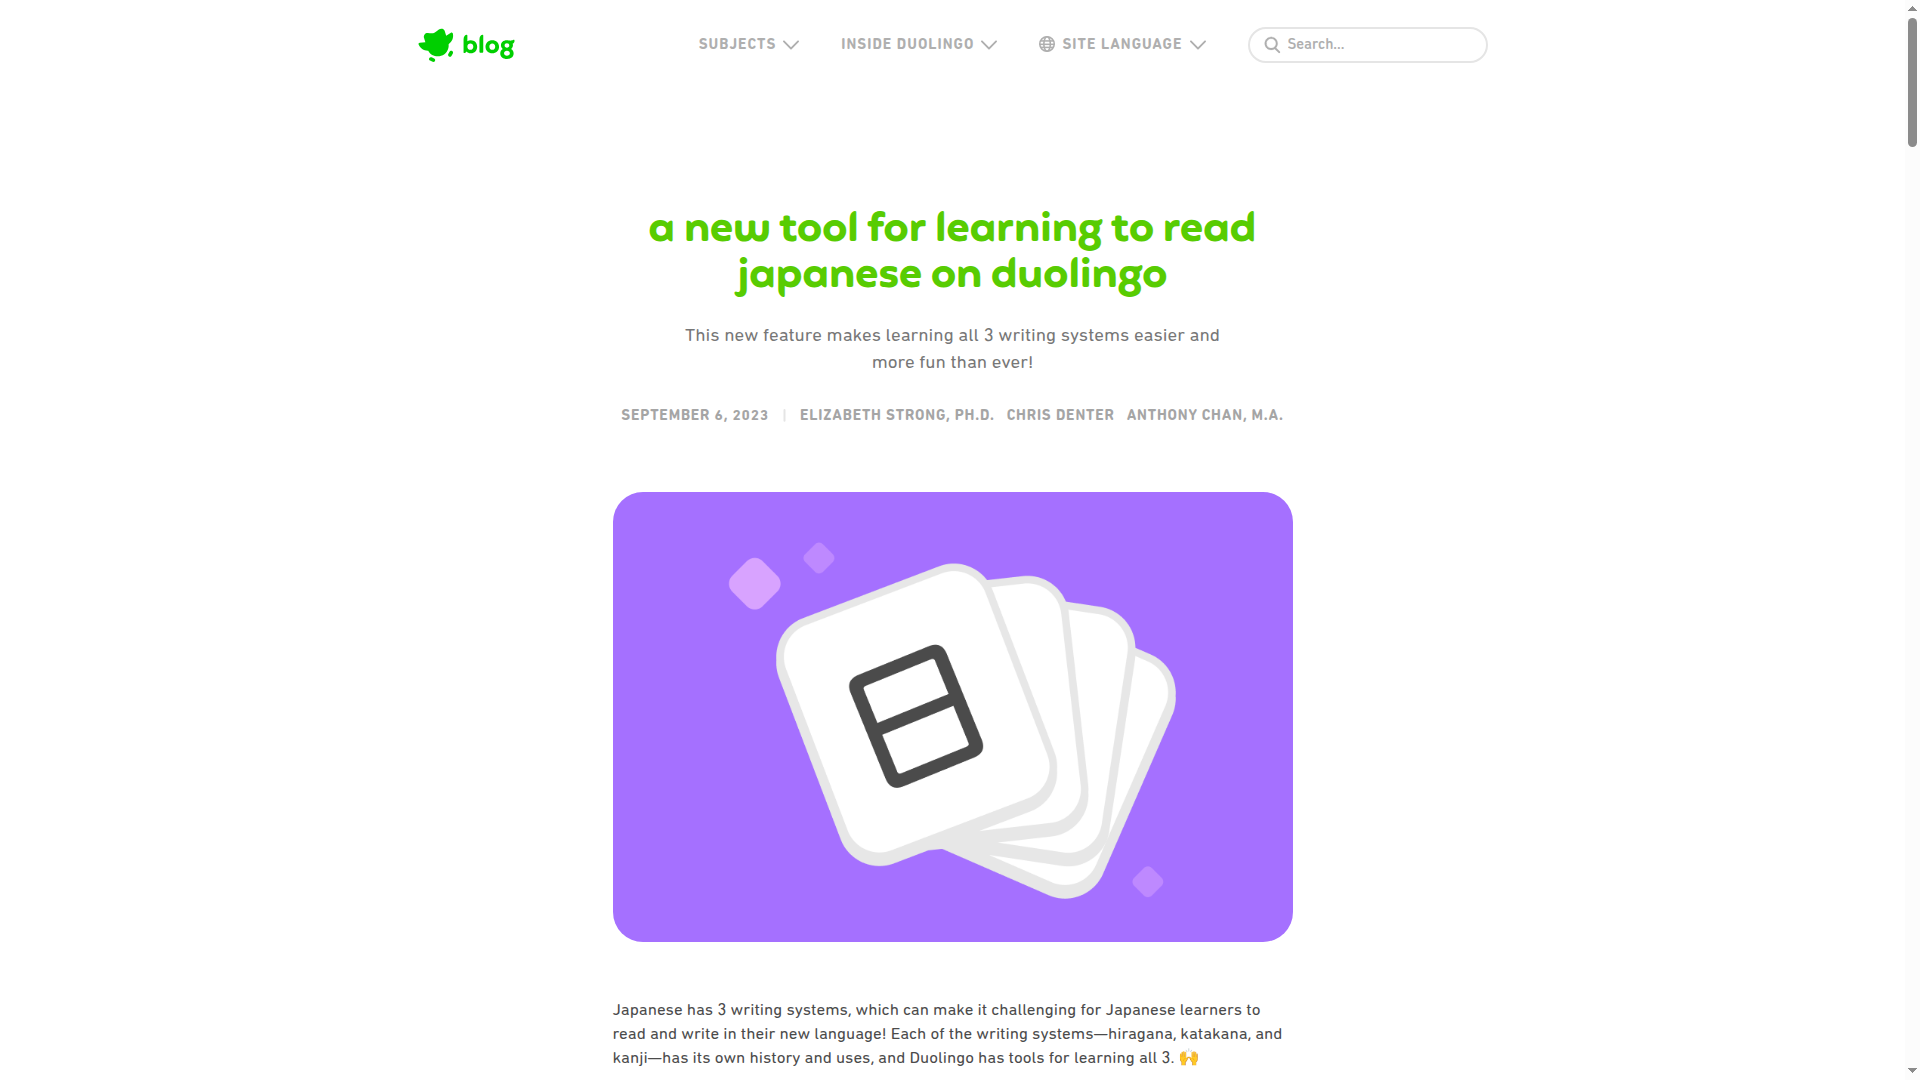 blog
SUBJECTS
INSIDE DUOLINGO
SITE LANGUAGE
Search...
a new tool for learning to read
japanese on duolingo
This new feature makes learning all 3 writing systems easier and
more fun than ever!
SEPTEMBER 6, 2023 | ELIZABETH STRONG, PH.D. CHRIS DENTER ANTHONY CHAN, M.A.
日
Japanese has 3 writing systems, which can make it challenging for Japanese learners to
read and write in their new language! Each of the writing systems—hiragana, katakana, and
kanji—has its own history and uses, and Duolingo has tools for learning all 3. 🙌